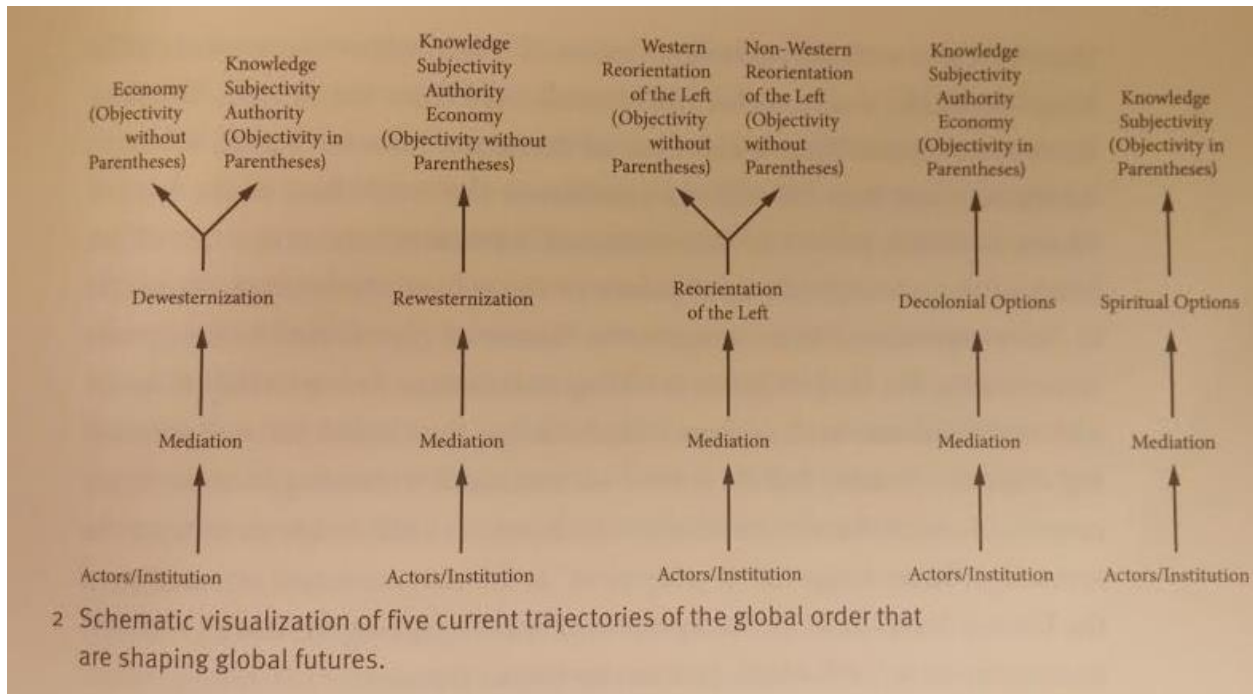 Economy
(Objectivity
without
Parentheses)
Knowledge
Subjectivity
Authority
(Objectivity in
Parentheses)
Knowledge
Subjectivity
Authority
Economy
(Objectivity without
Parentheses)
Western
Reorientation
of the Left
(Objectivity
without
Parentheses)
Non-Western
Reorientation
of the Left
(Objectivity
without
Parentheses)
Knowledge
Subjectivity
Authority
Economy
(Objectivity in
Parentheses)
Knowledge
Subjectivity
(Objectivity in
Parentheses)
Dewesternization
Rewesternization
Reorientation
of the Left
Decolonial Options
Spiritual Options
Mediation
Mediation
Mediation
Mediation
Mediation
Actors/Institution
Actors/Institution
Actors/Institution
Actors/Institution
Actors/Institution
2 Schematic visualization of five current trajectories of the global order that
are shaping global futures.